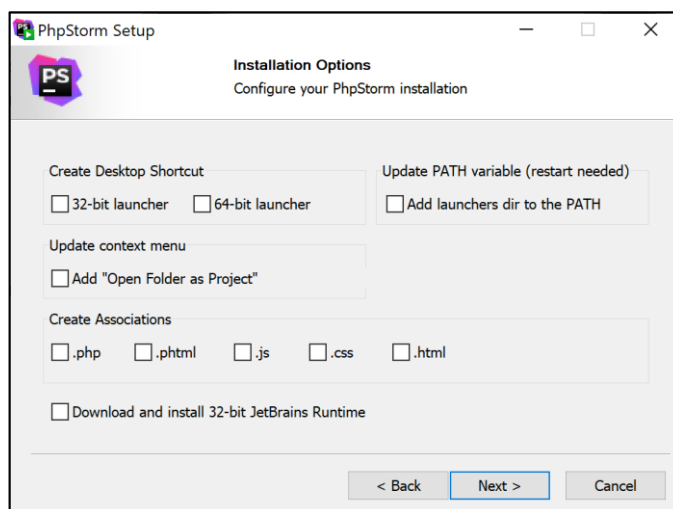 PhpStorm Setup
PS
Installation Options
Configure your PhpStorm installation
Create Desktop Shortcut
32-bit launcher 64-bit launcher
Update PATH variable (restart needed)
Add launchers dir to the PATH
Update context menu
Add "Open Folder as Project"
Create Associations
.php .phtml .js .css .html
Download and install 32-bit JetBrains Runtime
< Back Next > Cancel